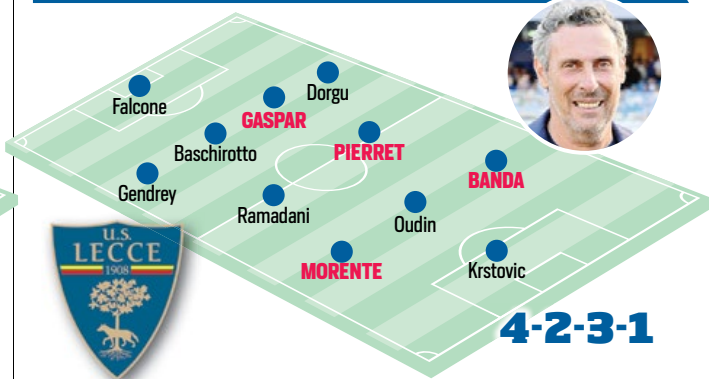 Dorgu
Falcone
GASPAR
Baschirotto
PIERRET
Gendrey
BANDA
Ramadani
Oudin
MORENTE
Krstovic
U.S.
LECCE
1908
4-2-3-1